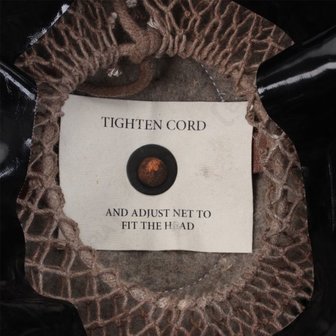 TIGHTEN CORD
AND ADJUST NET TO
FIT THE HEAD